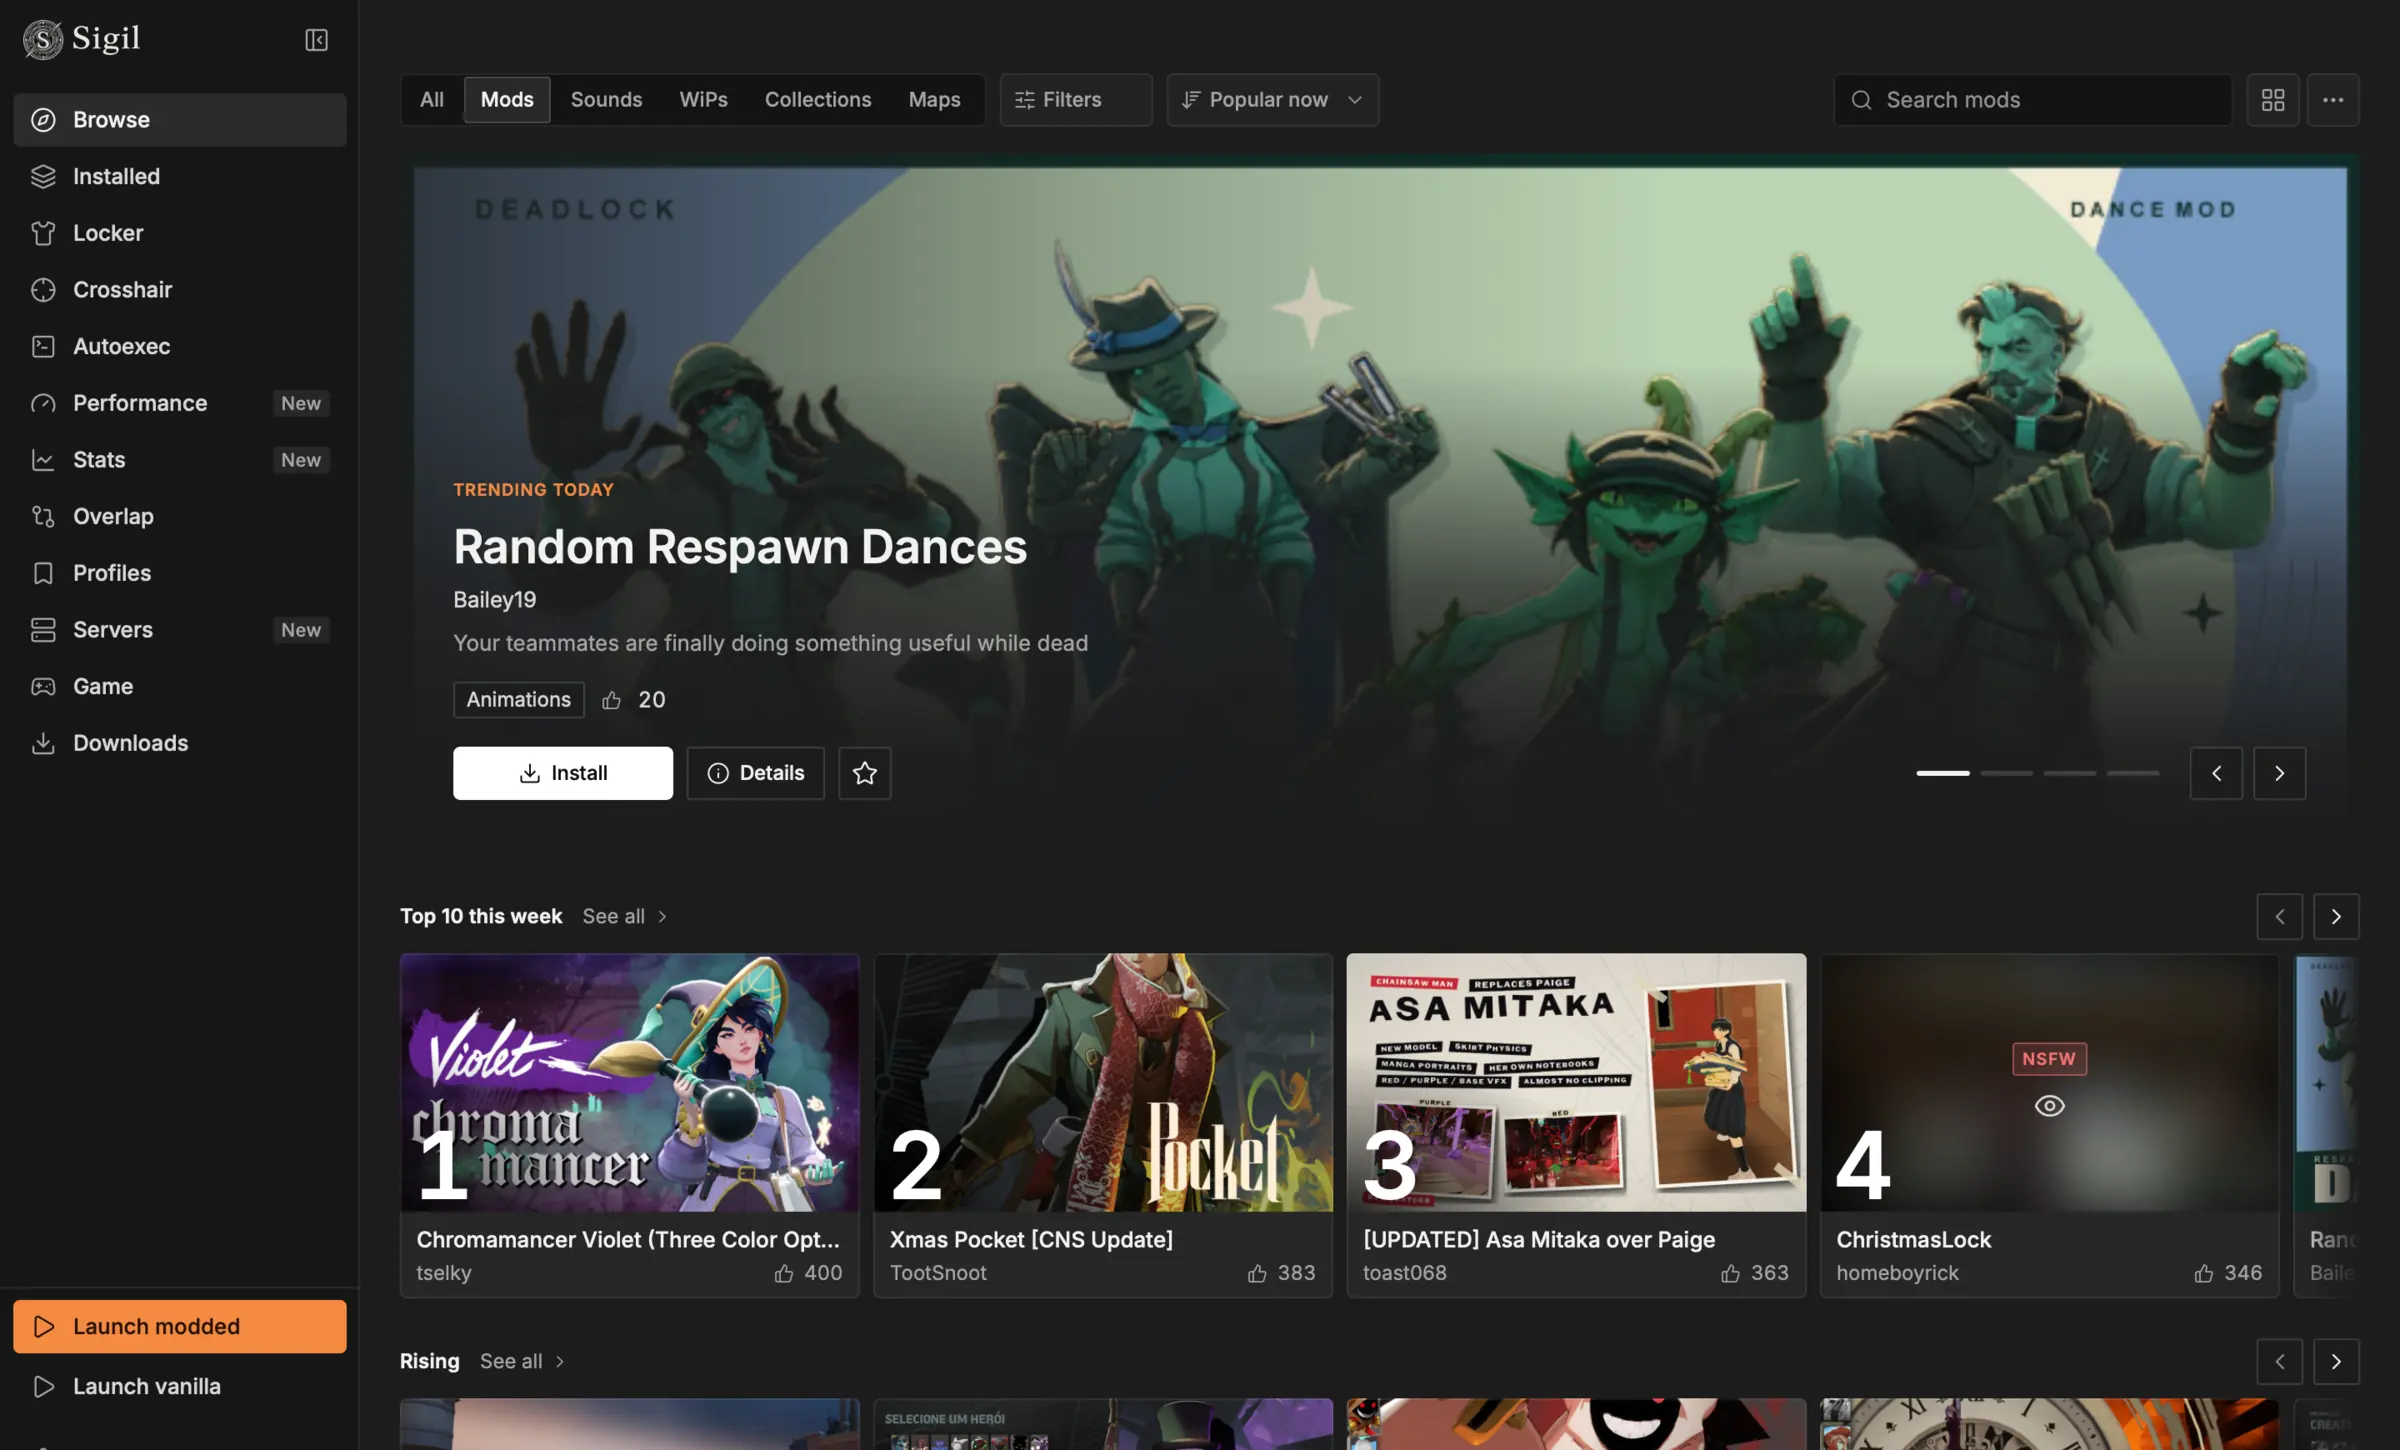 Sigil
Browse
Installed
Locker
Crosshair
Autoexec
Performance New
Stats New
Overlap
Profiles
Servers New
Game
Downloads
Launch modded
Launch vanilla
All Mods Sounds WiPs Collections Maps Filters Popular now Search mods
DEADLOCK DANCE MOD
TRENDING TODAY
Random Respawn Dances
Bailey19
Your teammates are finally doing something useful while dead
Animations 20
Install Details
Top 10 this week See all
Violet
chroma
mancer
1
Chromamancer Violet (Three Color Opt...
tselky 400
Pocket
2
Xmas Pocket [CNS Update]
TootSnoot 383
CHAINSAW MAN REPLACES PAIGE
ASA MITAKA
NEW MODEL SKIRT PHYSICS
MANGA PORTRAITS HER OWN NOTEBOOKS
RED / PURPLE / BASE VFX ALMOST NO CLIPPING
PURPLE RED
3
[UPDATED] Asa Mitaka over Paige
toast068 363
NSFW
4
ChristmasLock
homeboyrick 346
Rising See all
SELECIONE UM HERÓI